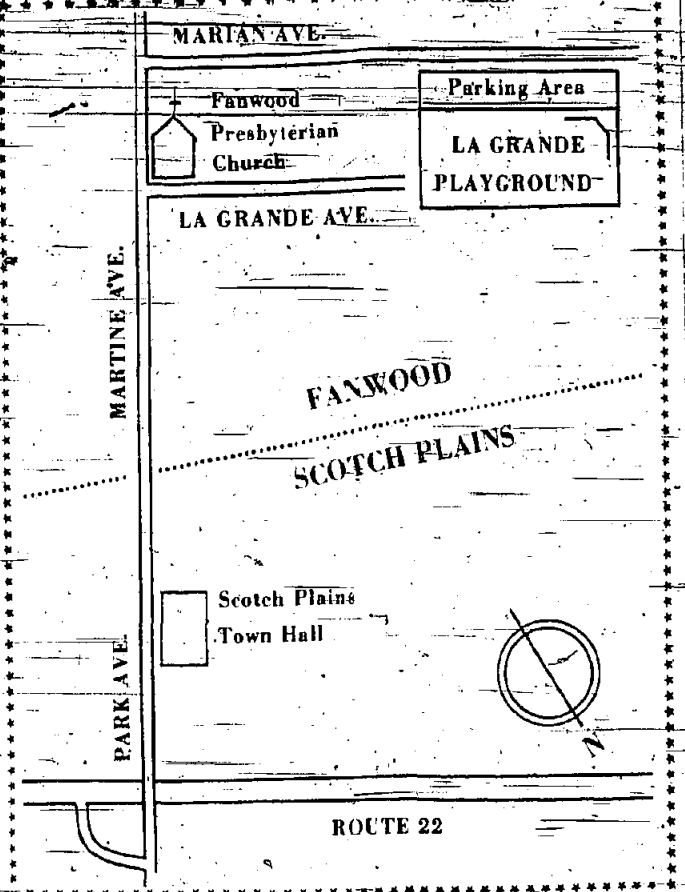 MARIAN AVE.
Fanwood
Presbyterian
Church
Parking Area
LA GRANDE
PLAYGROUND
LA GRANDE AVE.
MARTINE AVE.
FANWOOD
SCOTCH PLAINS
Scotch Plains
Town Hall
PARK AVE.
N
ROUTE 22